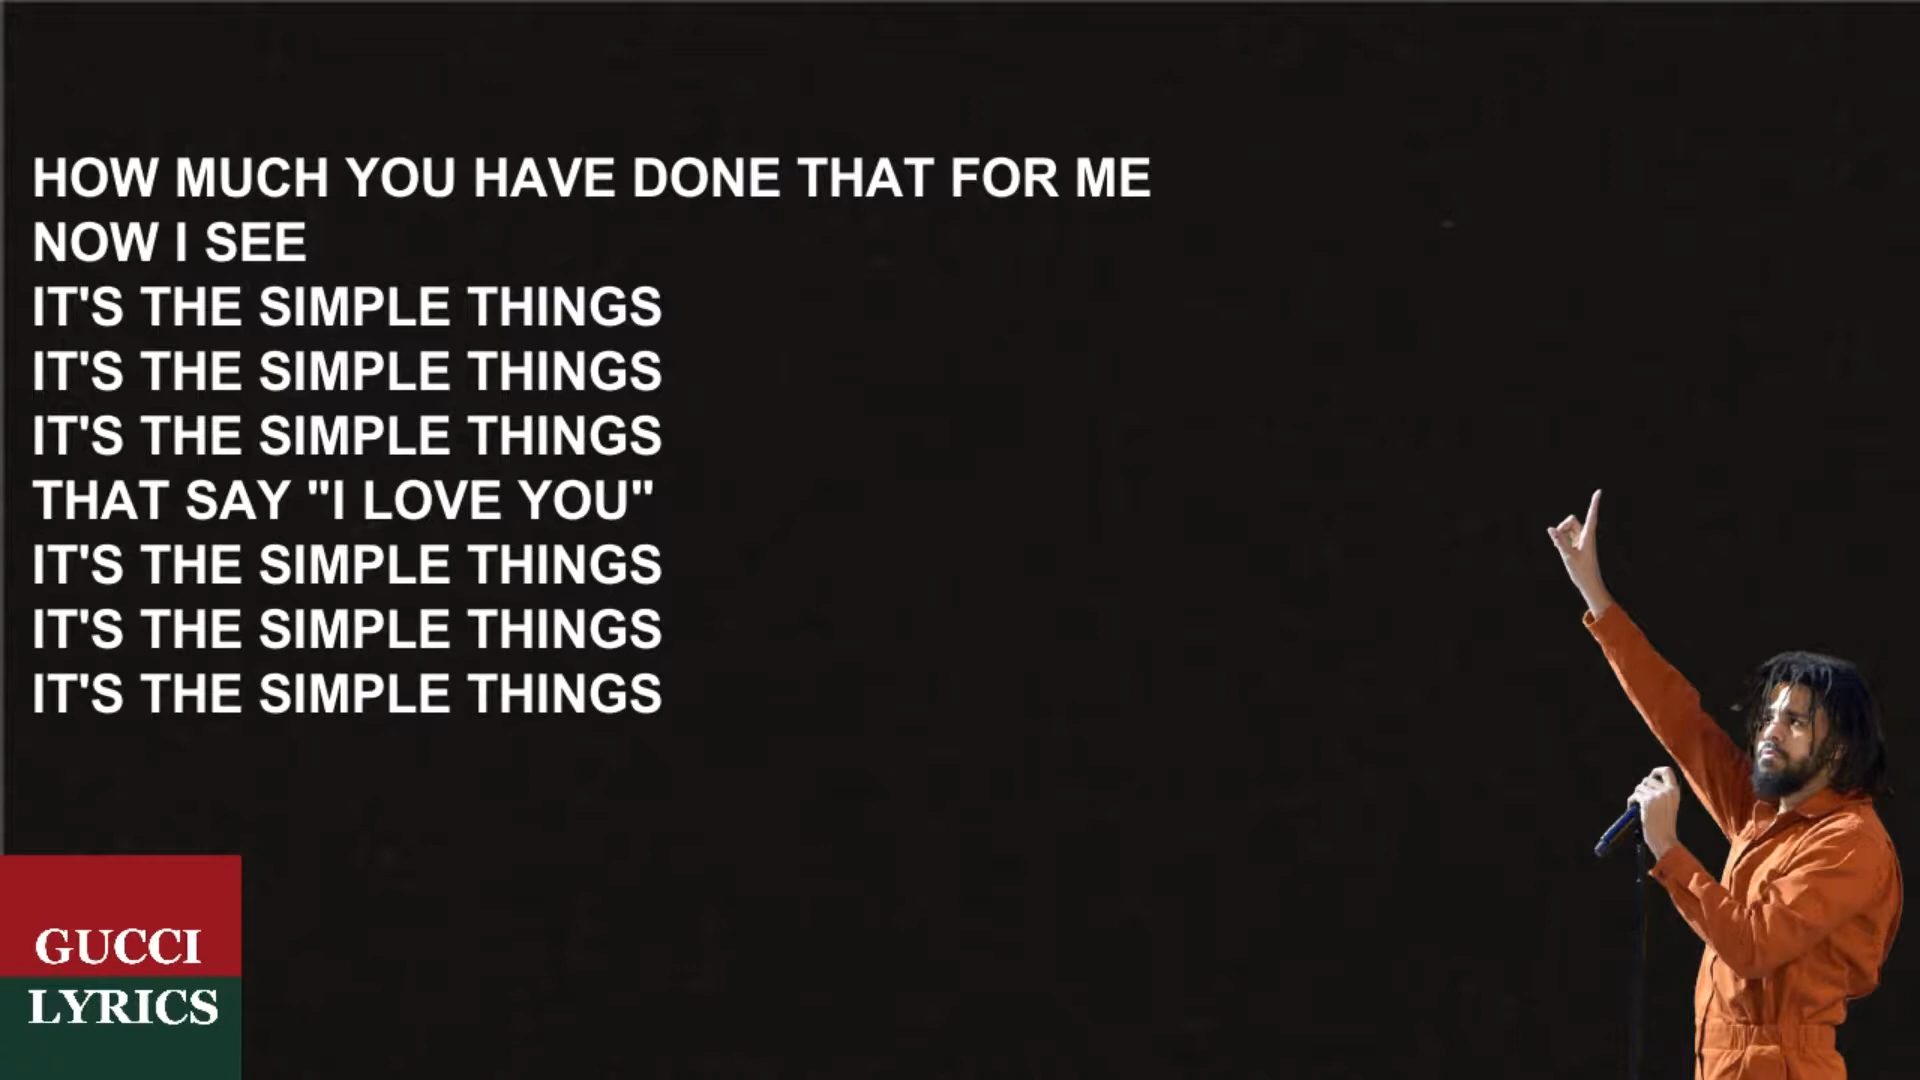 HOW MUCH YOU HAVE DONE THAT FOR ME
NOW I SEE
IT'S THE SIMPLE THINGS
IT'S THE SIMPLE THINGS
IT'S THE SIMPLE THINGS
THAT SAY "I LOVE YOU"
IT'S THE SIMPLE THINGS
IT'S THE SIMPLE THINGS
IT'S THE SIMPLE THINGS
GUCCI
LYRICS